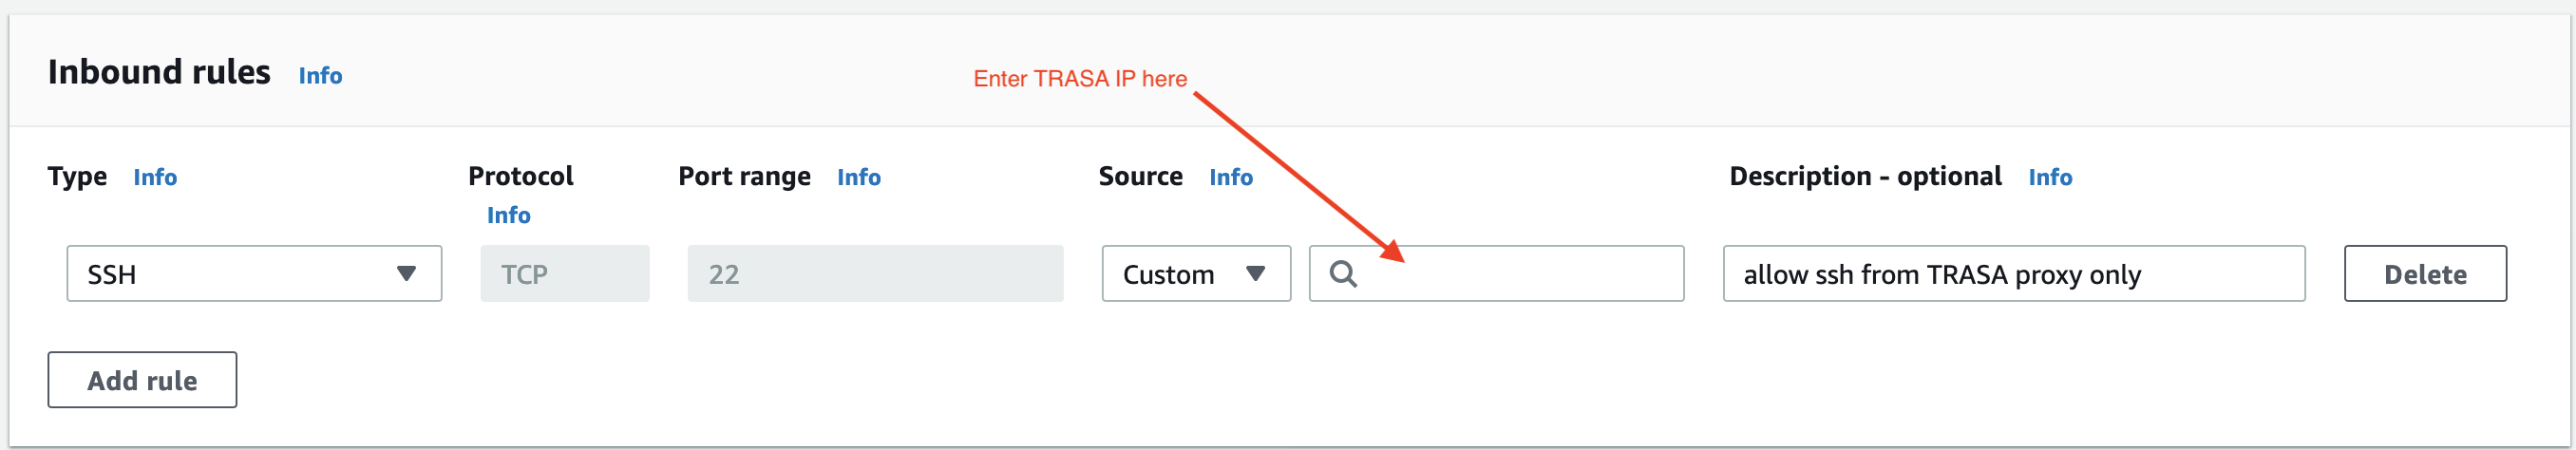 Inbound rules Info
Enter TRASA IP here
Type Info
Protocol
Info
Port range Info
Source Info
Description - optional Info
SSH
TCP
22
Custom
allow ssh from TRASA proxy only
Delete
Add rule